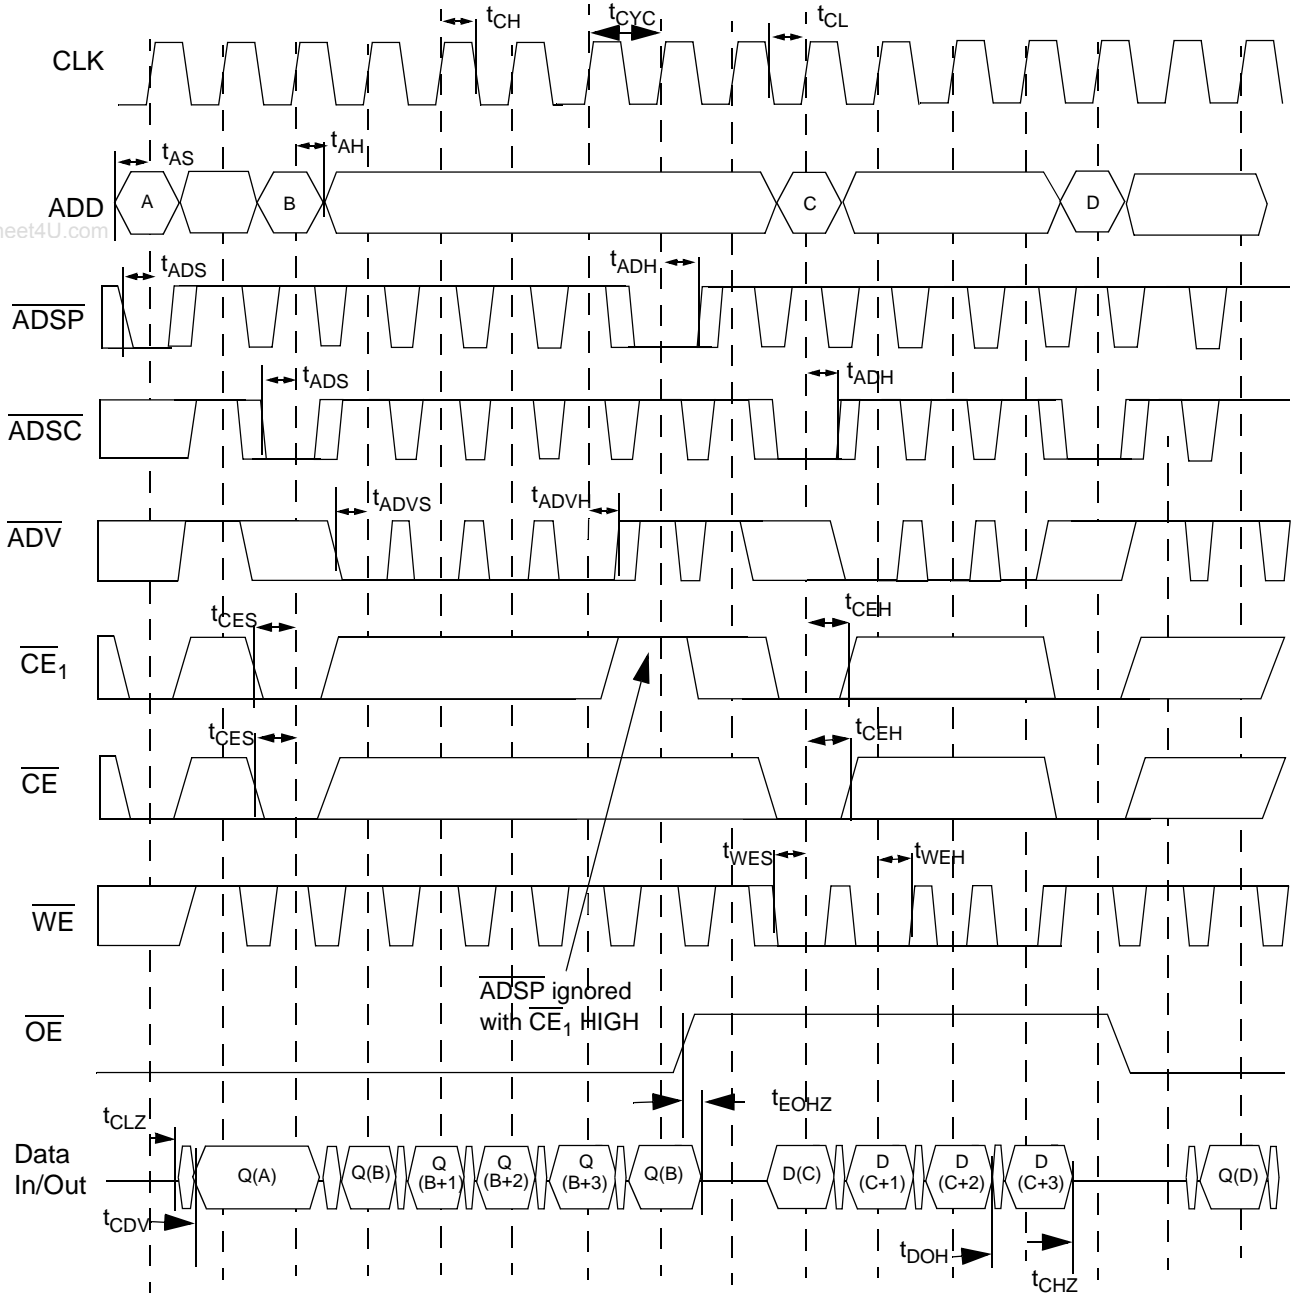 tCH
tCYC
tCL
CLK
tAS
tAH
ADD
A
B
C
D
neet4U.com
tADS
tADH
ADSP
tADS
tADH
ADSC
tADVS
tADVH
ADV
tCES
tCEH
CE1
tCES
tCEH
CE
tWES
tWEH
WE
ADSP ignored
with CE1 HIGH
OE
tCLZ
tEOHZ
Data
In/Out
Q(A)
Q(B)
Q
(B+1)
Q
(B+2)
Q
(B+3)
Q(B)
D(C)
D
(C+1)
D
(C+2)
D
(C+3)
Q(D)
tCDV
tDOH
tCHZ